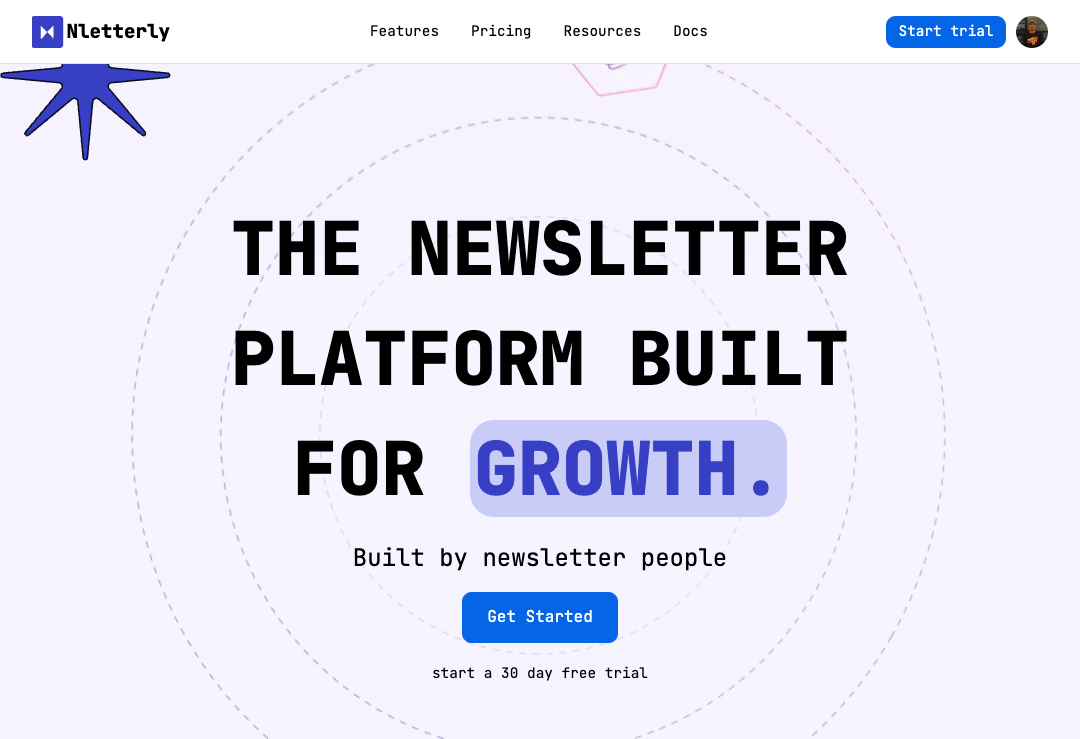 Nletterly
Features
Pricing
Resources
Docs
Start trial
THE NEWSLETTER
PLATFORM BUILT
FOR GROWTH.
Built by newsletter people
Get Started
start a 30 day free trial